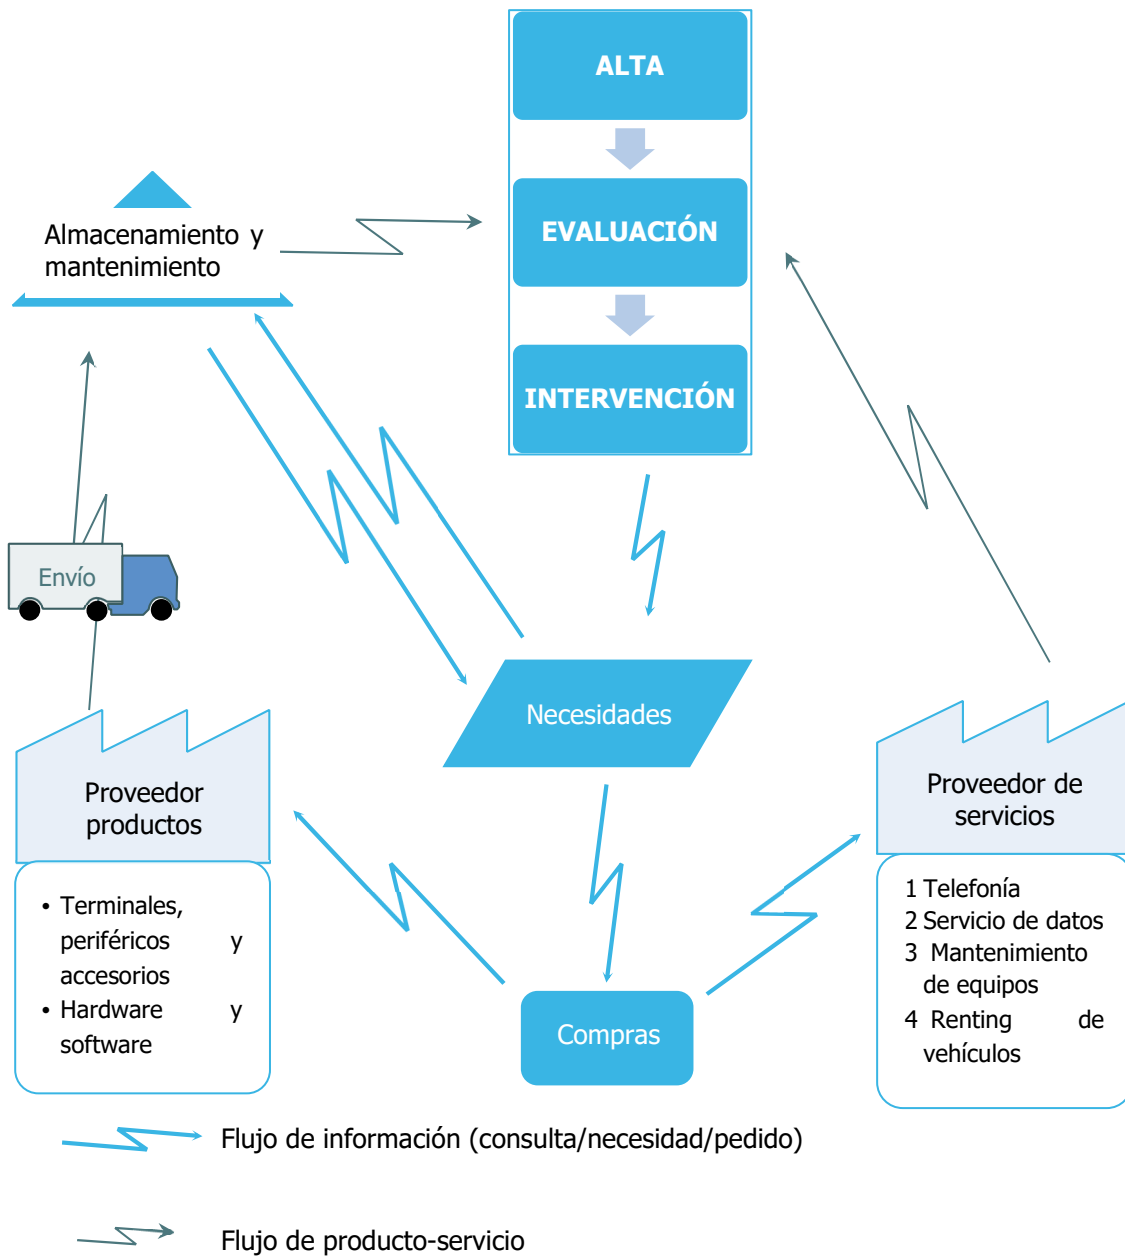 ALTA
EVALUACIÓN
INTERVENCIÓN
Almacenamiento y
mantenimiento
Envío
Necesidades
Proveedor
productos
• Terminales,
periféricos y
accesorios
• Hardware y
software
Compras
Proveedor de
servicios
1 Telefonía
2 Servicio de datos
3 Mantenimiento
de equipos
4 Renting de
vehículos
Flujo de información (consulta/necesidad/pedido)
Flujo de producto-servicio